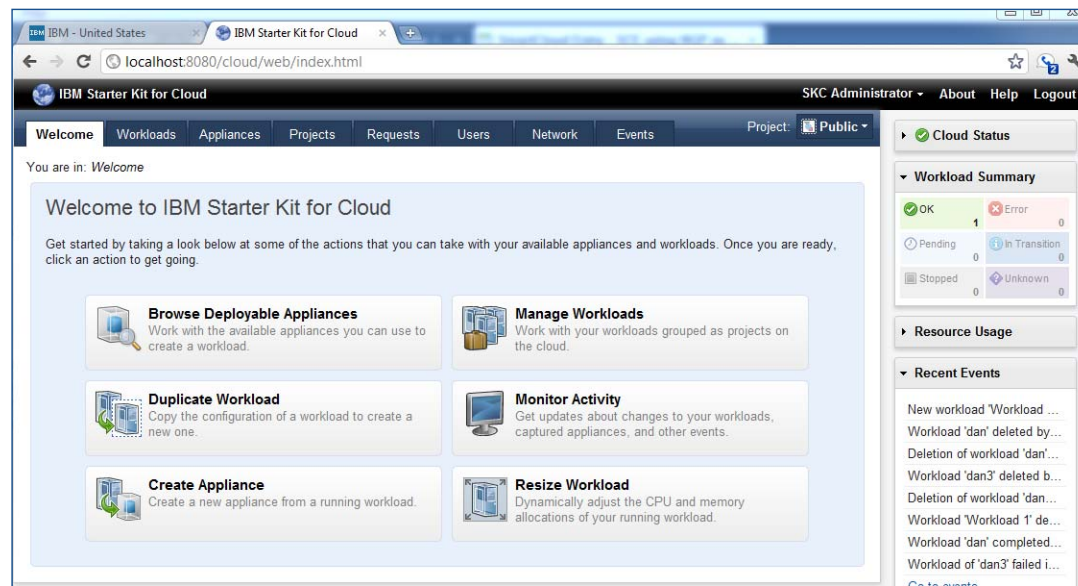 IBM IBM - United States
IBM Starter Kit for Cloud
localhost:8080/cloud/web/index.html
2
IBM Starter Kit for Cloud
SKC Administrator About Help Logout
Welcome Workloads Appliances Projects Requests Users Network Events
Project: Public
You are in: Welcome
Welcome to IBM Starter Kit for Cloud
Get started by taking a look below at some of the actions that you can take with your available appliances and workloads. Once you are ready,
click an action to get going.
Browse Deployable Appliances
Work with the available appliances you can use to
create a workload.
Manage Workloads
Work with your workloads grouped as projects on
the cloud.
Duplicate Workload
Copy the configuration of a workload to create a
new one.
Monitor Activity
Get updates about changes to your workloads,
captured appliances, and other events.
Create Appliance
Create a new appliance from a running workload.
Resize Workload
Dynamically adjust the CPU and memory
allocations of your running workload.
Cloud Status
Workload Summary
OK 1
Error 0
Pending 0
In Transition 0
Stopped 0
Unknown 0
Resource Usage
Recent Events
New workload 'Workload ...
Workload 'dan' deleted by...
Deletion of workload 'dan'...
Workload 'dan3' deleted b...
Deletion of workload 'dan...
Workload 'Workload 1' de...
Workload 'dan' completed...
Workload of 'dan3' failed i...
Go to events